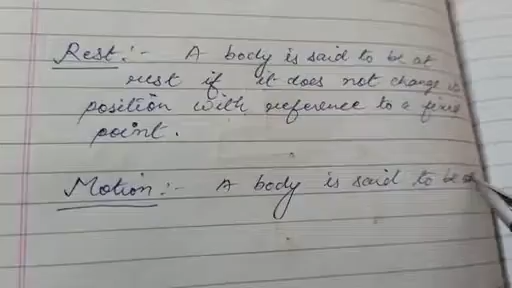 Rest :- A body is said to be at
rest if it does not change
position with reference to a fixed
point.
Motion :- A body is said to be